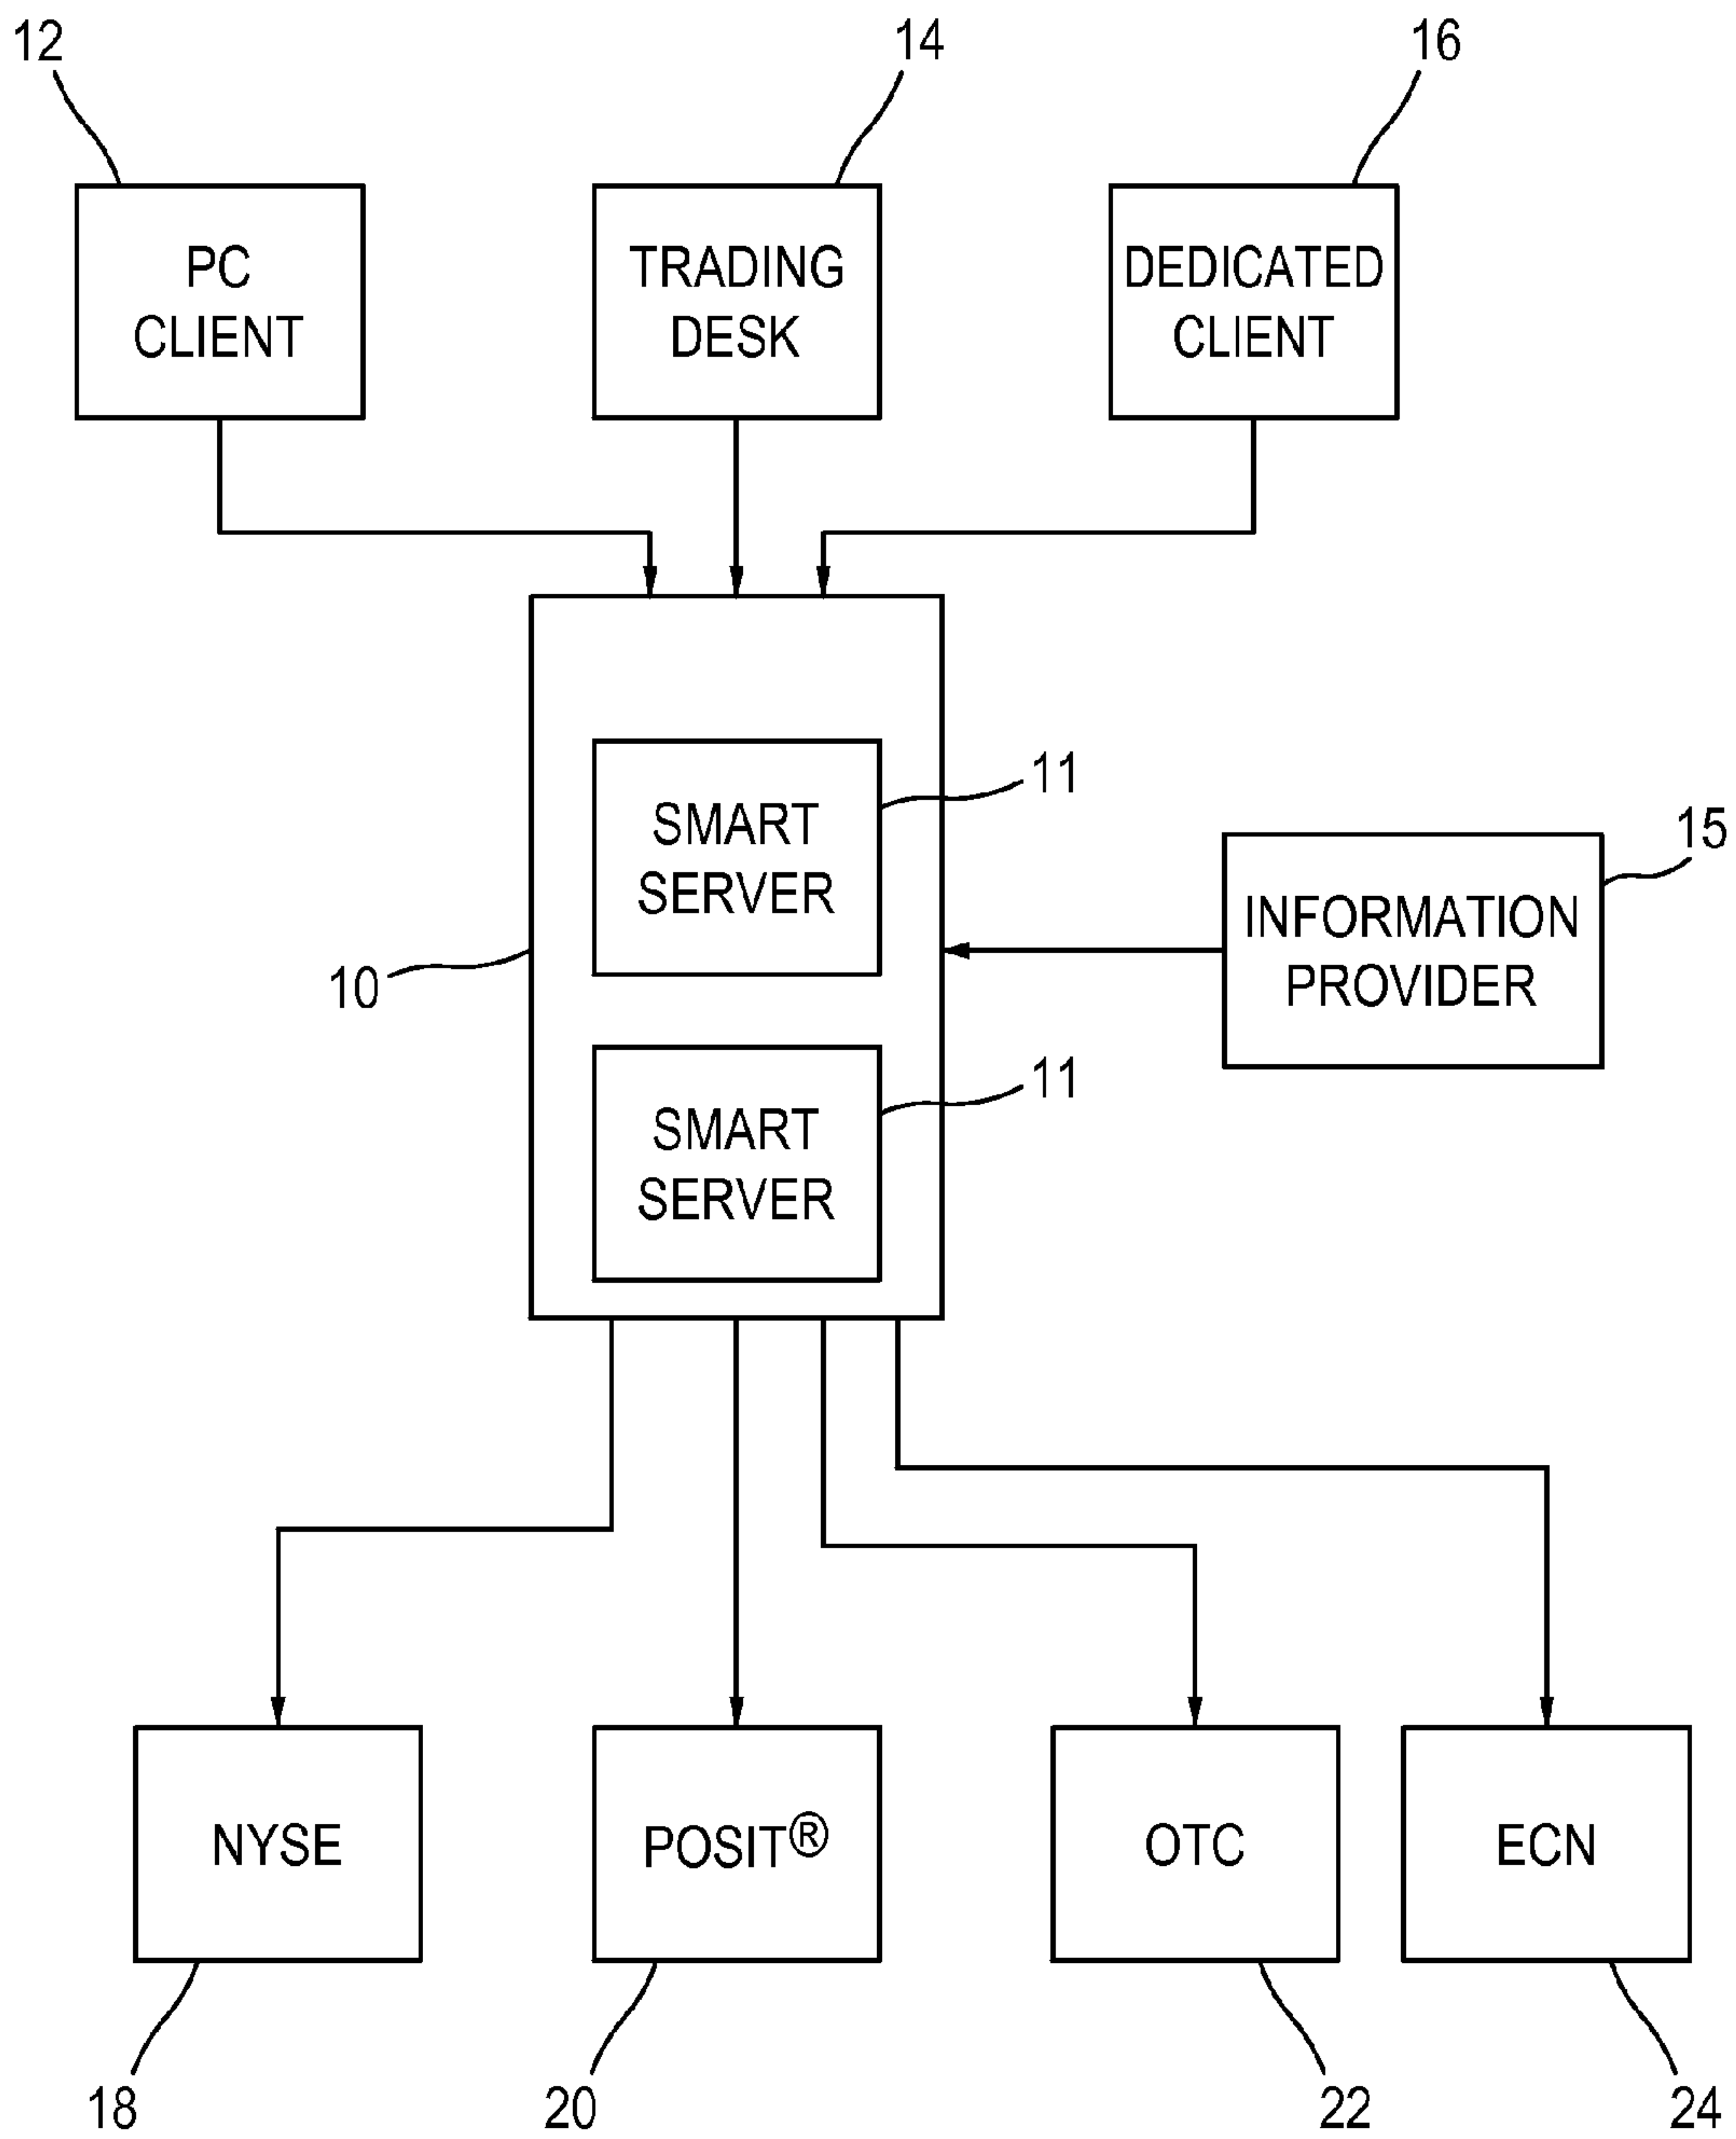 12
14
16
PC
CLIENT
TRADING
DESK
DEDICATED
CLIENT
11
SMART
SERVER
15
INFORMATION
PROVIDER
10
11
SMART
SERVER
NYSE
POSIT®
OTC
ECN
18
20
22
24